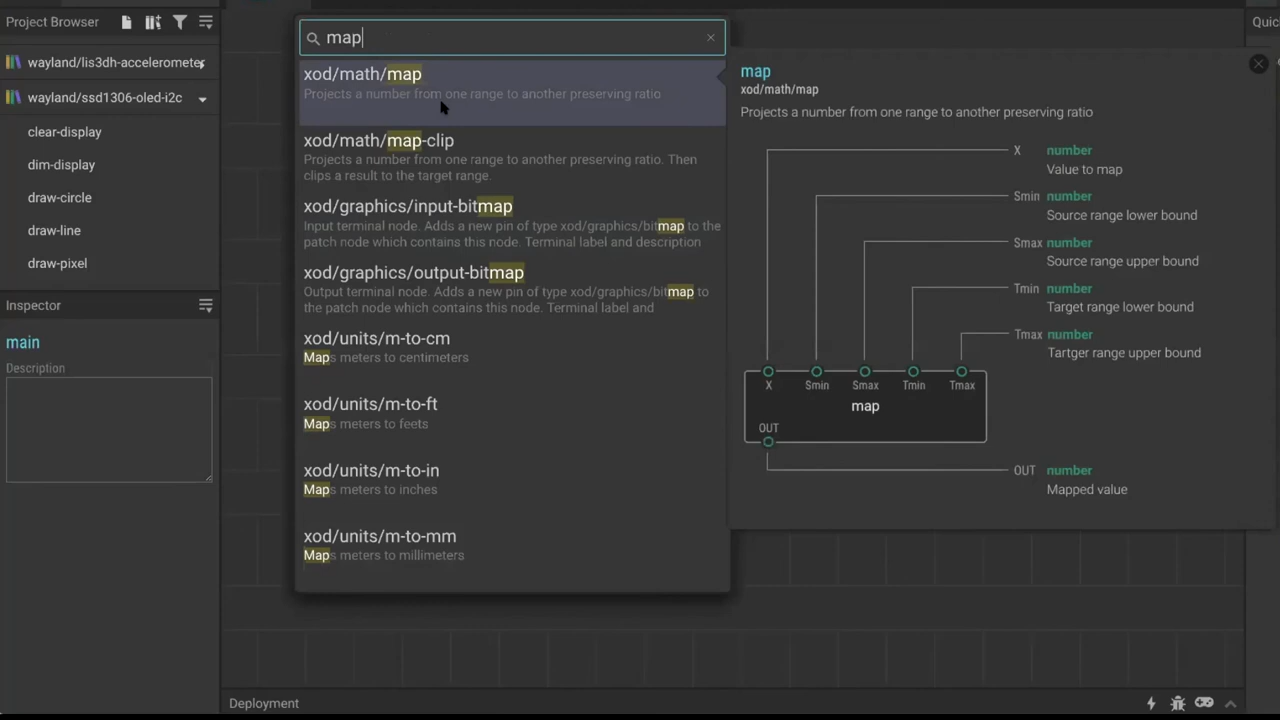 Project Browser
wayland/lis3dh-accelerometer
wayland/ssd1306-oled-i2c
clear-display
dim-display
draw-circle
draw-line
draw-pixel
Inspector
main
Description
map
xod/math/map
Projects a number from one range to another preserving ratio
xod/math/map-clip
Projects a number from one range to another preserving ratio. Then
clips a result to the target range.
xod/graphics/input-bitmap
Input terminal node. Adds a new pin of type xod/graphics/bitmap to the
patch node which contains this node. Terminal label and description
xod/graphics/output-bitmap
Output terminal node. Adds a new pin of type xod/graphics/bitmap to
the patch node which contains this node. Terminal label and
xod/units/m-to-cm
Maps meters to centimeters
xod/units/m-to-ft
Maps meters to feets
xod/units/m-to-in
Maps meters to inches
xod/units/m-to-mm
Maps meters to millimeters
map
xod/math/map
Projects a number from one range to another preserving ratio
X number
Value to map
Smin number
Source range lower bound
Smax number
Source range upper bound
Tmin number
Target range lower bound
Tmax number
Tartger range upper bound
X Smin Smax Tmin Tmax
map
OUT
OUT number
Mapped value
Quic
Deployment